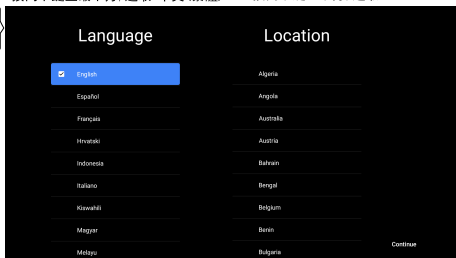 Language
English
Español
Français
Hrvatski
Indonesia
Italiano
Kiswahili
Magyar
Melayu
Location
Algeria
Angola
Australia
Austria
Bahrain
Bengal
Belgium
Benin
Bulgaria
Continue